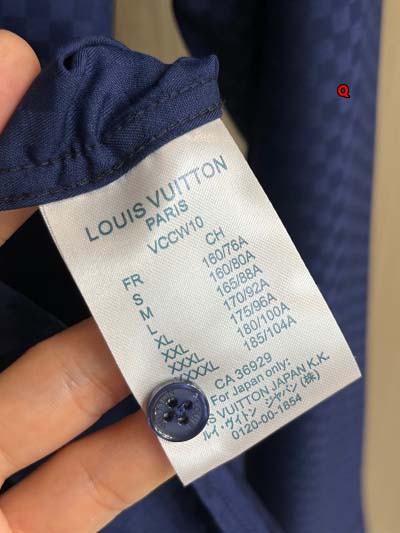 Q
LOUIS VUITTON
PARIS
VCCW10
FR CH
S 160/76A
M 160/80A
L 165/88A
XL 170/92A
XXL 175/96A
XXXL 180/100A
185/104A
CA 36929
For Japan only:
S VUITTON JAPAN K.K.
ルイ・ヴィトン ジャパン (株)
0120-00-1854